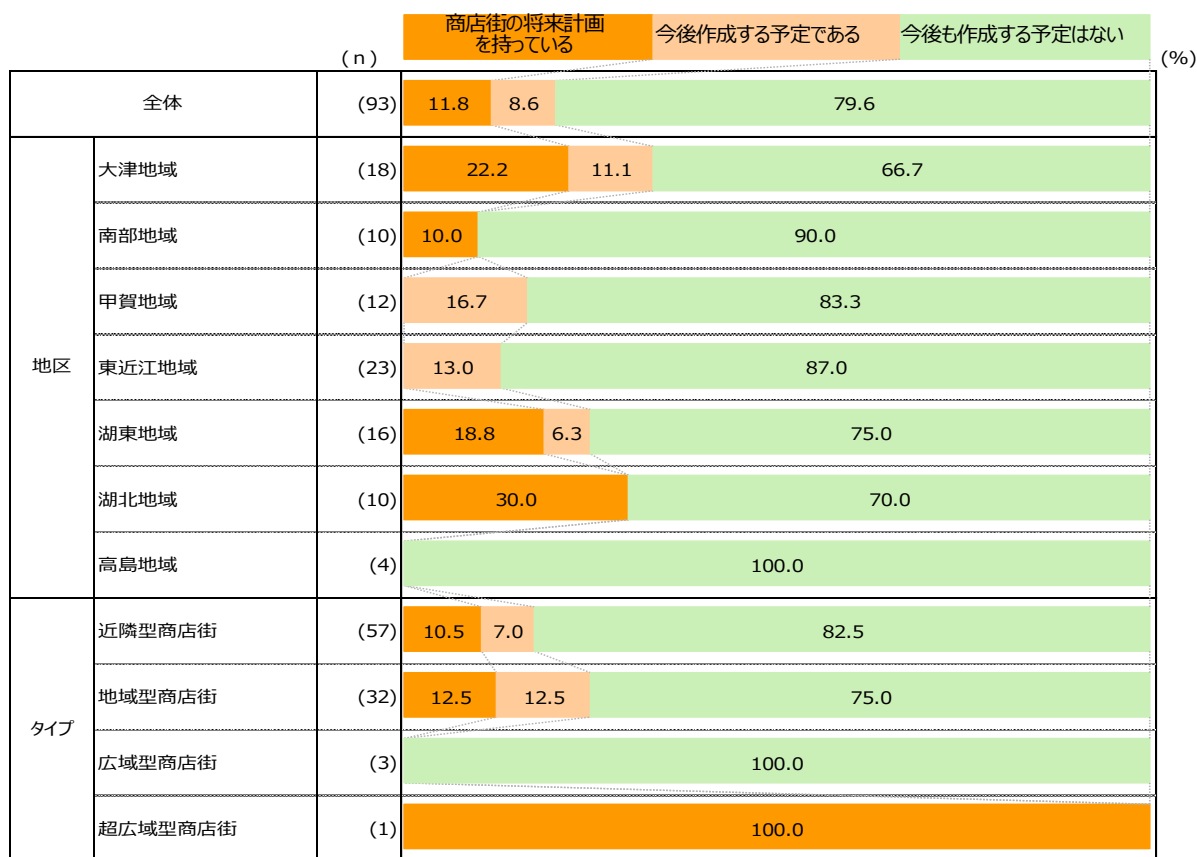 商店街の将来計画
を持っている
今後作成する予定である
今後も作成する予定はない
(n)
(%)
全体 (93) 11.8 8.6 79.6
地区
大津地域 (18) 22.2 11.1 66.7
南部地域 (10) 10.0 90.0
甲賀地域 (12) 16.7 83.3
東近江地域 (23) 13.0 87.0
湖東地域 (16) 18.8 6.3 75.0
湖北地域 (10) 30.0 70.0
高島地域 (4) 100.0
タイプ
近隣型商店街 (57) 10.5 7.0 82.5
地域型商店街 (32) 12.5 12.5 75.0
広域型商店街 (3) 100.0
超広域型商店街 (1) 100.0